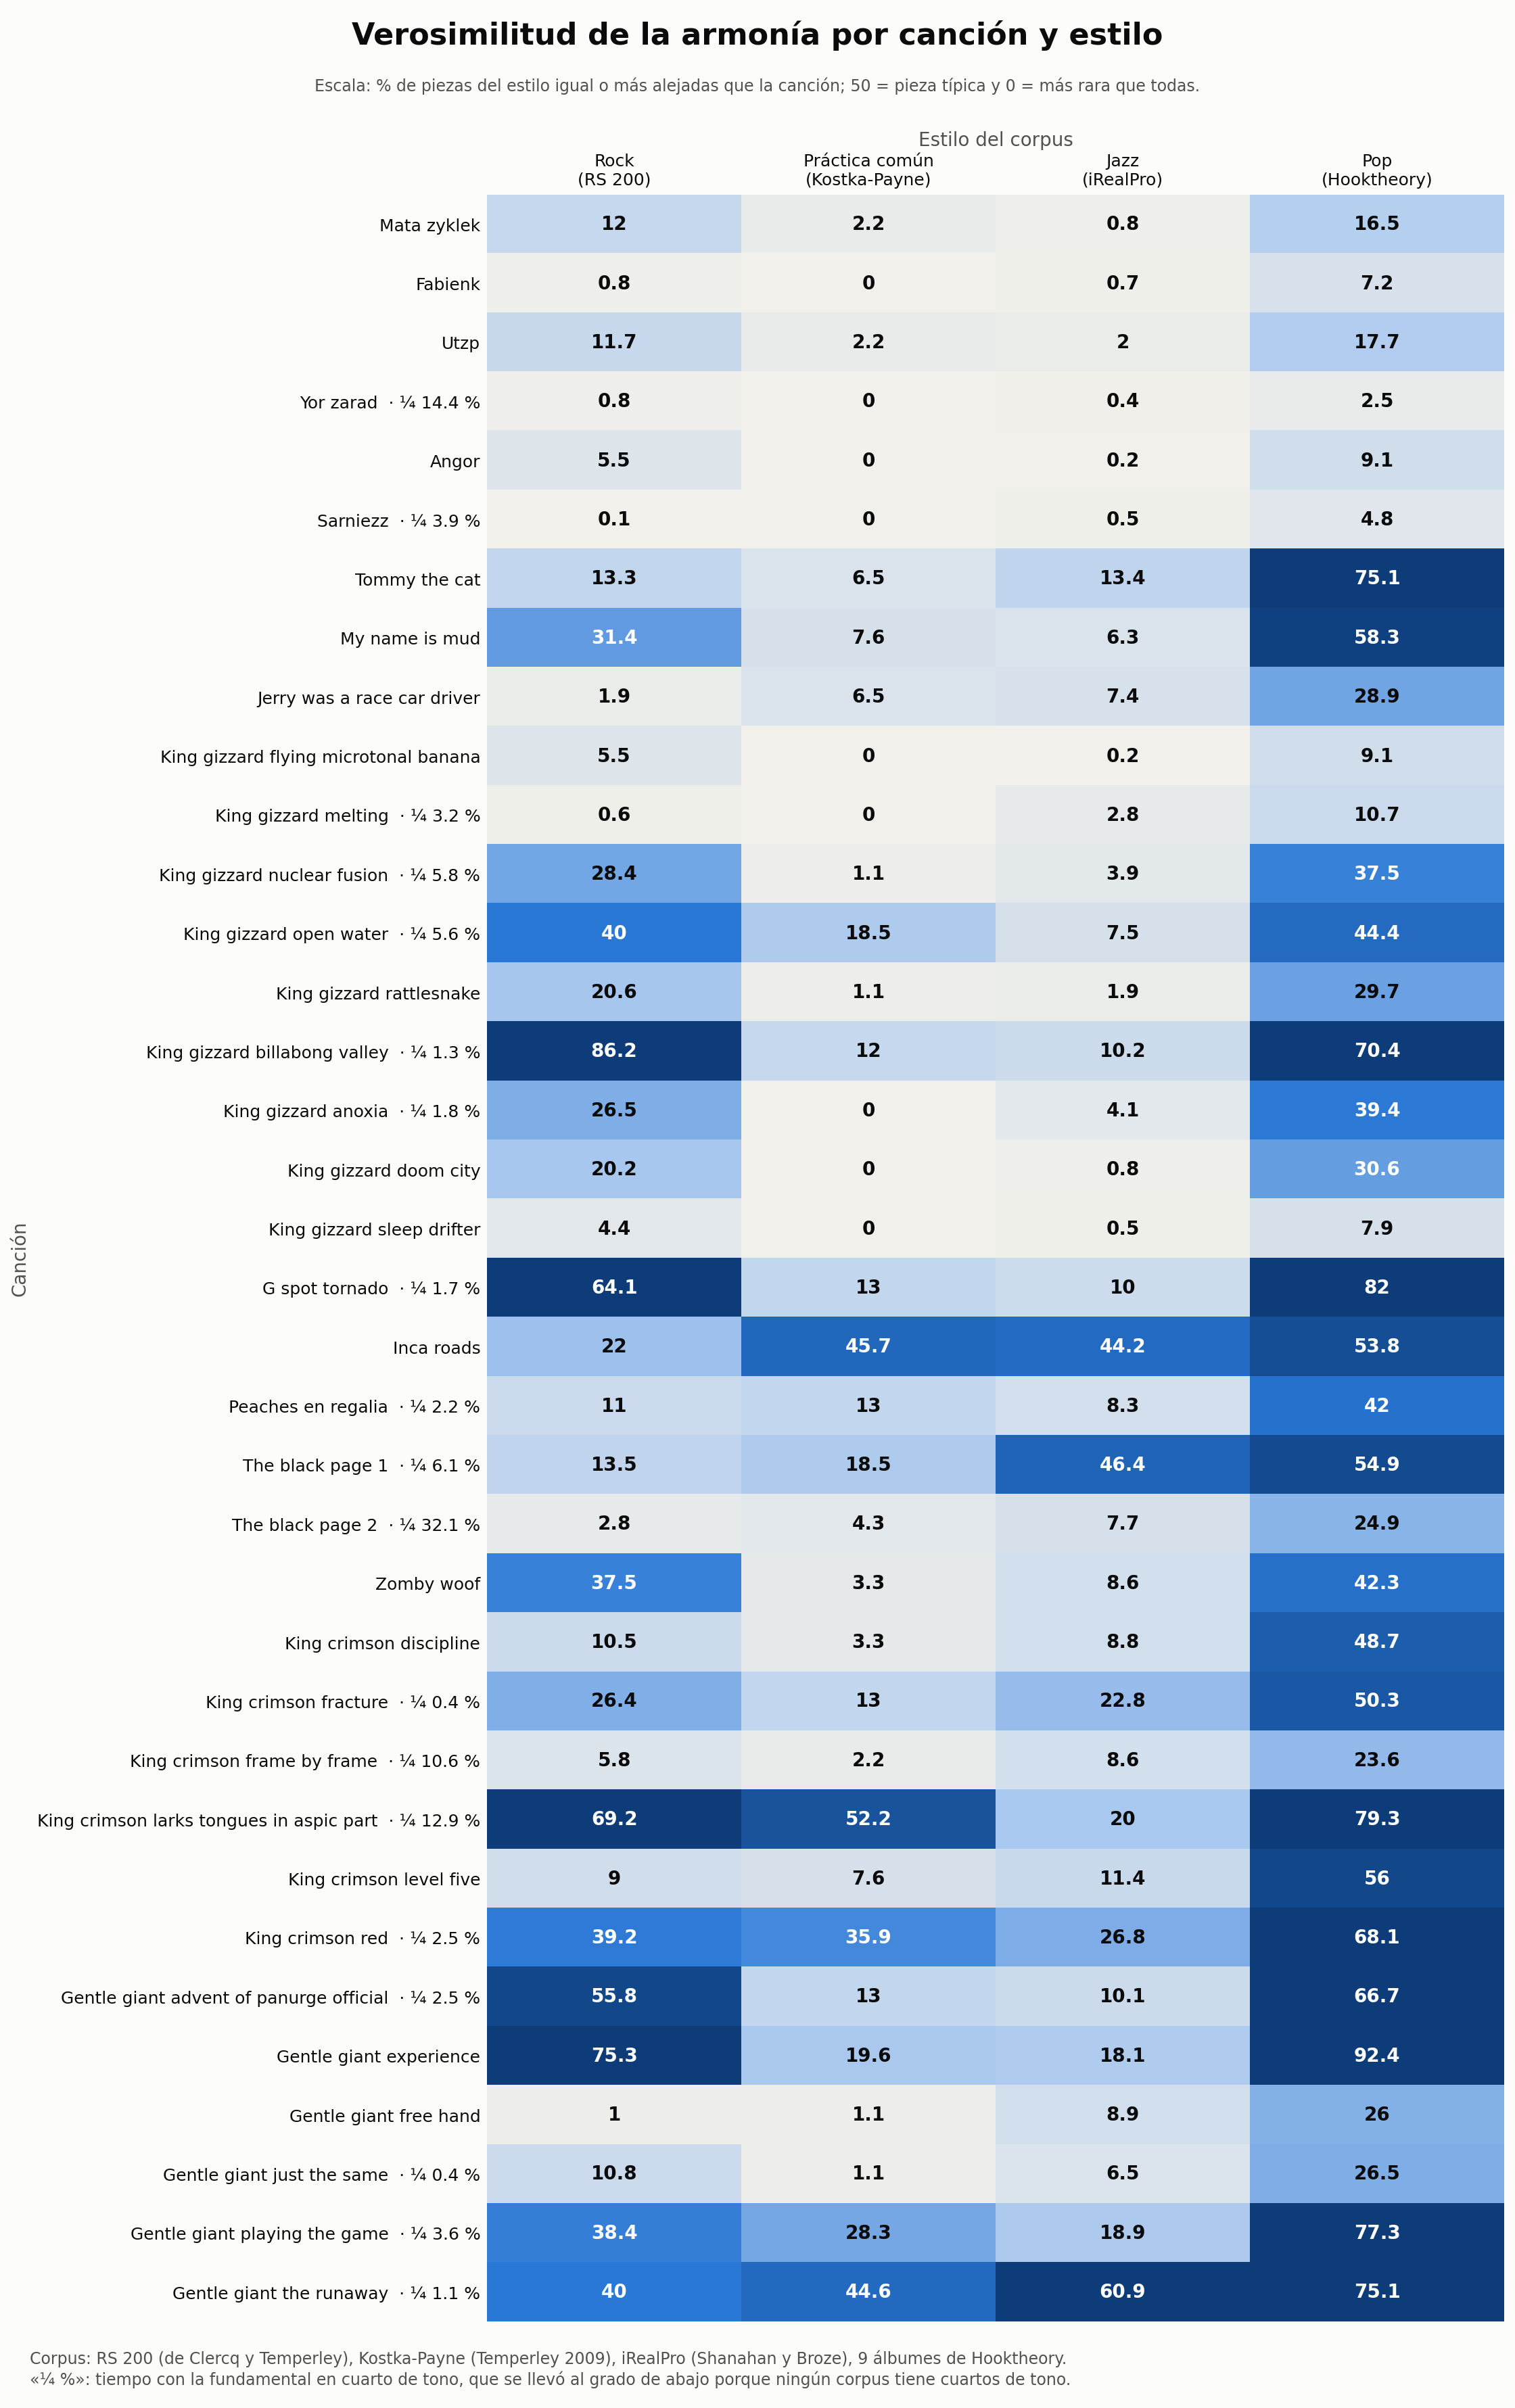 Verosimilitud de la armonía por canción y estilo
Escala: % de piezas del estilo igual o más alejadas que la canción; 50 = pieza típica y 0 = más rara que todas.
Estilo del corpus
Rock Práctica común Jazz Pop
(RS 200) (Kostka-Payne) (iRealPro) (Hooktheory)
Mata zyklek 12 2.2 0.8 16.5
Fabienk 0.8 0 0.7 7.2
Utzp 11.7 2.2 2 17.7
Yor zarad · ¼ 14.4 % 0.8 0 0.4 2.5
Angor 5.5 0 0.2 9.1
Sarniezz · ¼ 3.9 % 0.1 0 0.5 4.8
Tommy the cat 13.3 6.5 13.4 75.1
My name is mud 31.4 7.6 6.3 58.3
Jerry was a race car driver 1.9 6.5 7.4 28.9
King gizzard flying microtonal banana 5.5 0 0.2 9.1
King gizzard melting · ¼ 3.2 % 0.6 0 2.8 10.7
King gizzard nuclear fusion · ¼ 5.8 % 28.4 1.1 3.9 37.5
King gizzard open water · ¼ 5.6 % 40 18.5 7.5 44.4
King gizzard rattlesnake 20.6 1.1 1.9 29.7
King gizzard billabong valley · ¼ 1.3 % 86.2 12 10.2 70.4
King gizzard anoxia · ¼ 1.8 % 26.5 0 4.1 39.4
King gizzard doom city 20.2 0 0.8 30.6
King gizzard sleep drifter 4.4 0 0.5 7.9
G spot tornado · ¼ 1.7 % 64.1 13 10 82
Inca roads 22 45.7 44.2 53.8
Peaches en regalia · ¼ 2.2 % 11 13 8.3 42
The black page 1 · ¼ 6.1 % 13.5 18.5 46.4 54.9
The black page 2 · ¼ 32.1 % 2.8 4.3 7.7 24.9
Zomby woof 37.5 3.3 8.6 42.3
King crimson discipline 10.5 3.3 8.8 48.7
King crimson fracture · ¼ 0.4 % 26.4 13 22.8 50.3
King crimson frame by frame · ¼ 10.6 % 5.8 2.2 8.6 23.6
King crimson larks tongues in aspic part · ¼ 12.9 % 69.2 52.2 20 79.3
King crimson level five 9 7.6 11.4 56
King crimson red · ¼ 2.5 % 39.2 35.9 26.8 68.1
Gentle giant advent of panurge official · ¼ 2.5 % 55.8 13 10.1 66.7
Gentle giant experience 75.3 19.6 18.1 92.4
Gentle giant free hand 1 1.1 8.9 26
Gentle giant just the same · ¼ 0.4 % 10.8 1.1 6.5 26.5
Gentle giant playing the game · ¼ 3.6 % 38.4 28.3 18.9 77.3
Gentle giant the runaway · ¼ 1.1 % 40 44.6 60.9 75.1
Canción
Corpus: RS 200 (de Clercq y Temperley), Kostka-Payne (Temperley 2009), iRealPro (Shanahan y Broze), 9 álbumes de Hooktheory.
«¼ %»: tiempo con la fundamental en cuarto de tono, que se llevó al grado de abajo porque ningún corpus tiene cuartos de tono.